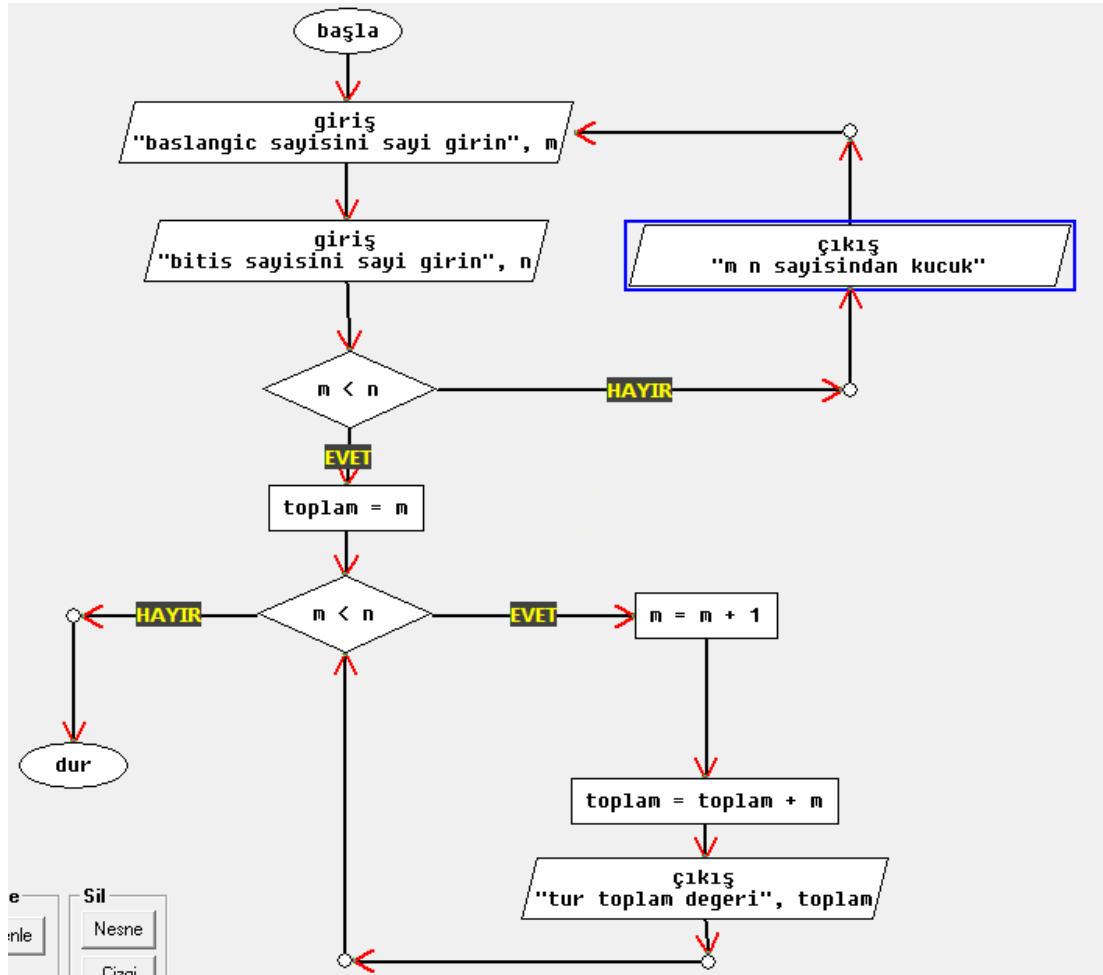 başla
giriş
"baslangic sayisini sayi girin", m
giriş
"bitis sayisini sayi girin", n
çıkış
"m n sayisindan kucuk"
m < n
HAYIR
EVET
toplam = m
m < n
HAYIR
EVET
m = m + 1
dur
toplam = toplam + m
çıkış
"tur toplam degeri", toplam
e
Sil
enle
Nesne
Çizgi